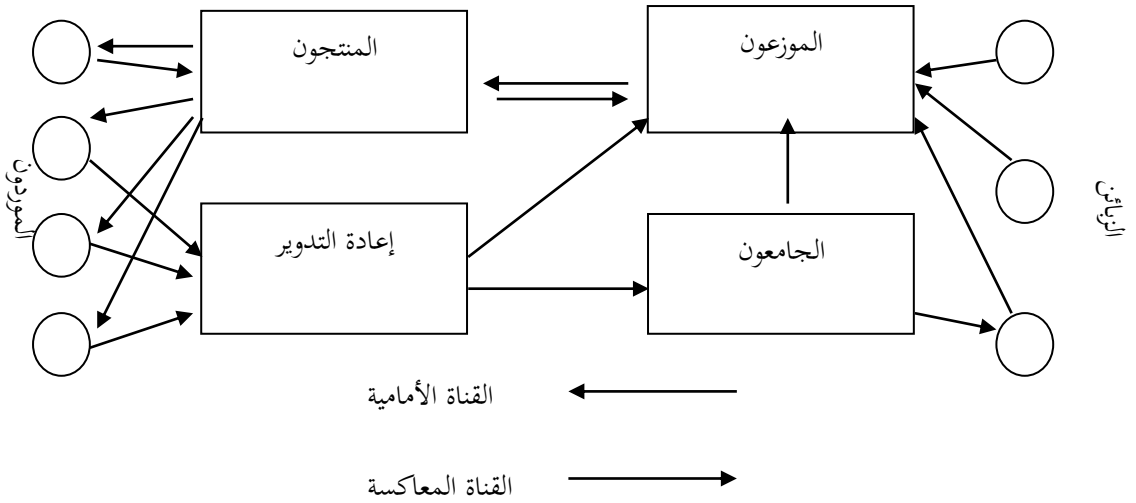 الموزعون
المنتجون
الزبائن
الموردون
الجامعون
إعادة التدوير
القناة الأمامية
القناة المعاكسة